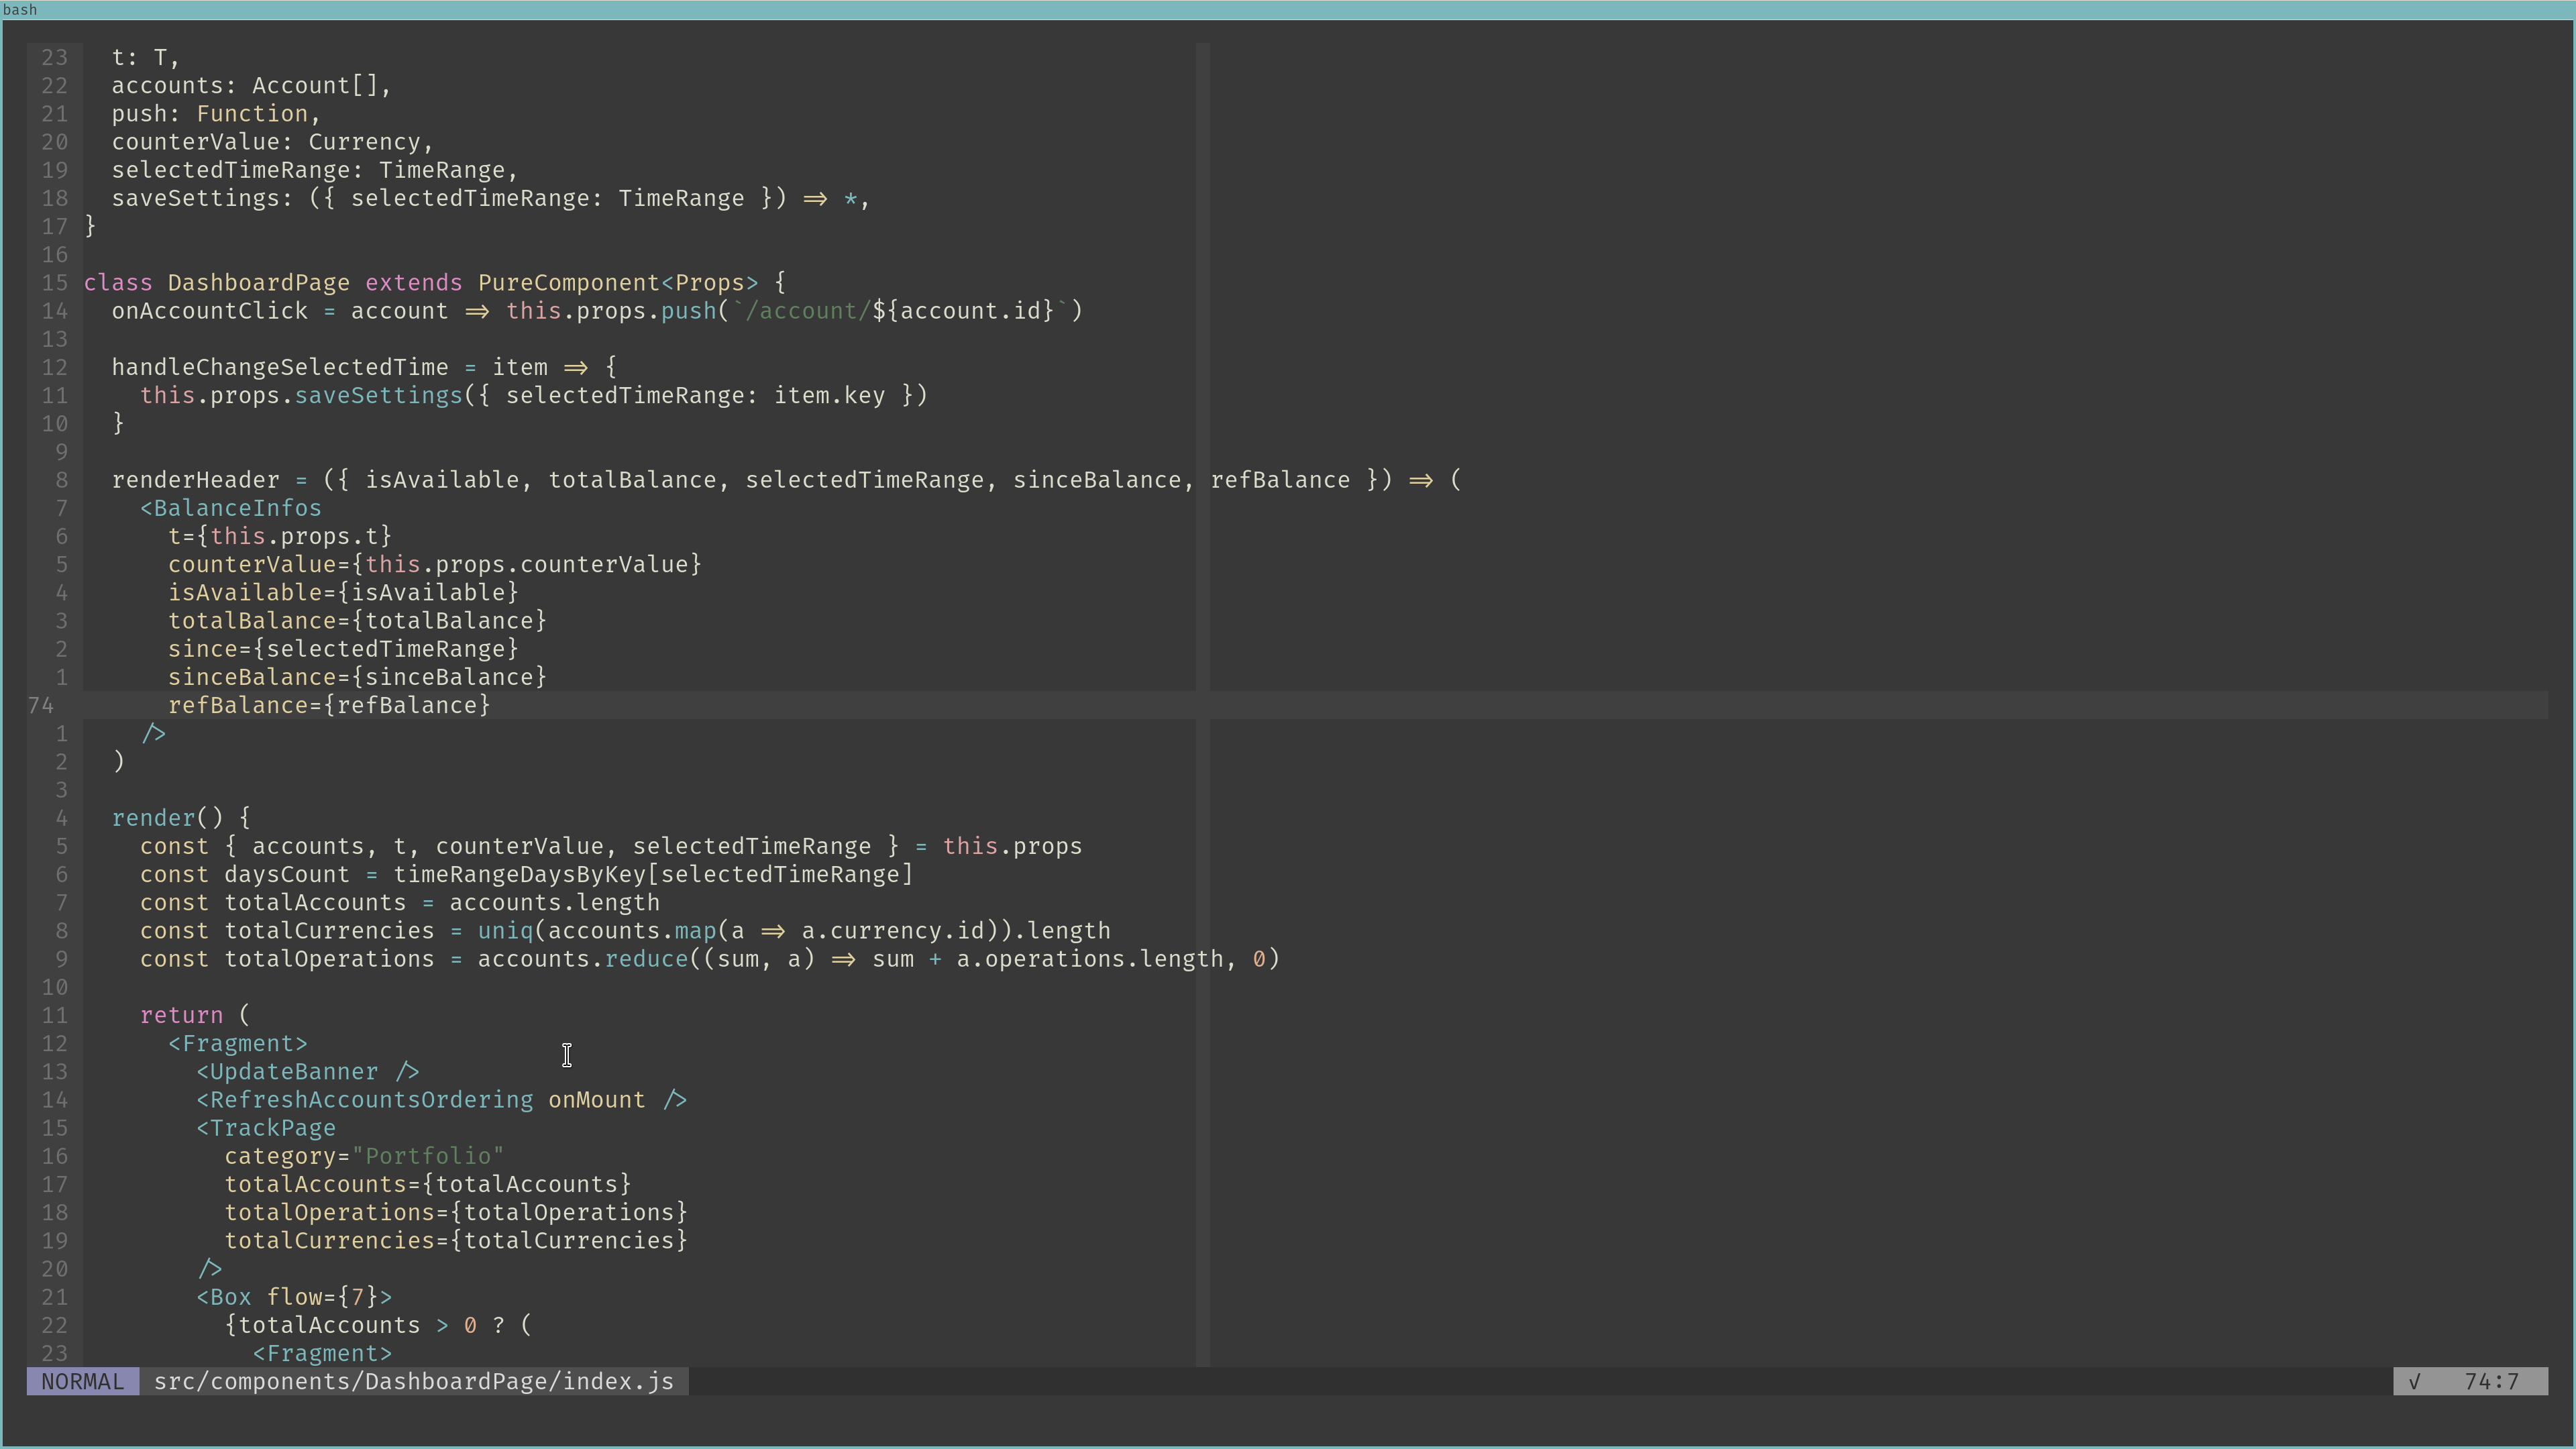 bash
23   t: T,
22   accounts: Account[],
21   push: Function,
20   counterValue: Currency,
19   selectedTimeRange: TimeRange,
18   saveSettings: ({ selectedTimeRange: TimeRange }) => *,
17 }
16
15 class DashboardPage extends PureComponent<Props> {
14   onAccountClick = account => this.props.push(`/account/${account.id}`)
13
12   handleChangeSelectedTime = item => {
11     this.props.saveSettings({ selectedTimeRange: item.key })
10   }
9
8   renderHeader = ({ isAvailable, totalBalance, selectedTimeRange, sinceBalance, refBalance }) => (
7     <BalanceInfos
6       t={this.props.t}
5       counterValue={this.props.counterValue}
4       isAvailable={isAvailable}
3       totalBalance={totalBalance}
2       since={selectedTimeRange}
1       sinceBalance={sinceBalance}
74       refBalance={refBalance}
1     />
2   )
3
4   render() {
5     const { accounts, t, counterValue, selectedTimeRange } = this.props
6     const daysCount = timeRangeDaysByKey[selectedTimeRange]
7     const totalAccounts = accounts.length
8     const totalCurrencies = uniq(accounts.map(a => a.currency.id)).length
9     const totalOperations = accounts.reduce((sum, a) => sum + a.operations.length, 0)
10
11     return (
12       <Fragment>
13         <UpdateBanner />
14         <RefreshAccountsOrdering onMount />
15         <TrackPage
16           category="Portfolio"
17           totalAccounts={totalAccounts}
18           totalOperations={totalOperations}
19           totalCurrencies={totalCurrencies}
20         />
21         <Box flow={7}>
22           {totalAccounts > 0 ? (
23             <Fragment>
NORMAL src/components/DashboardPage/index.js √ 74:7